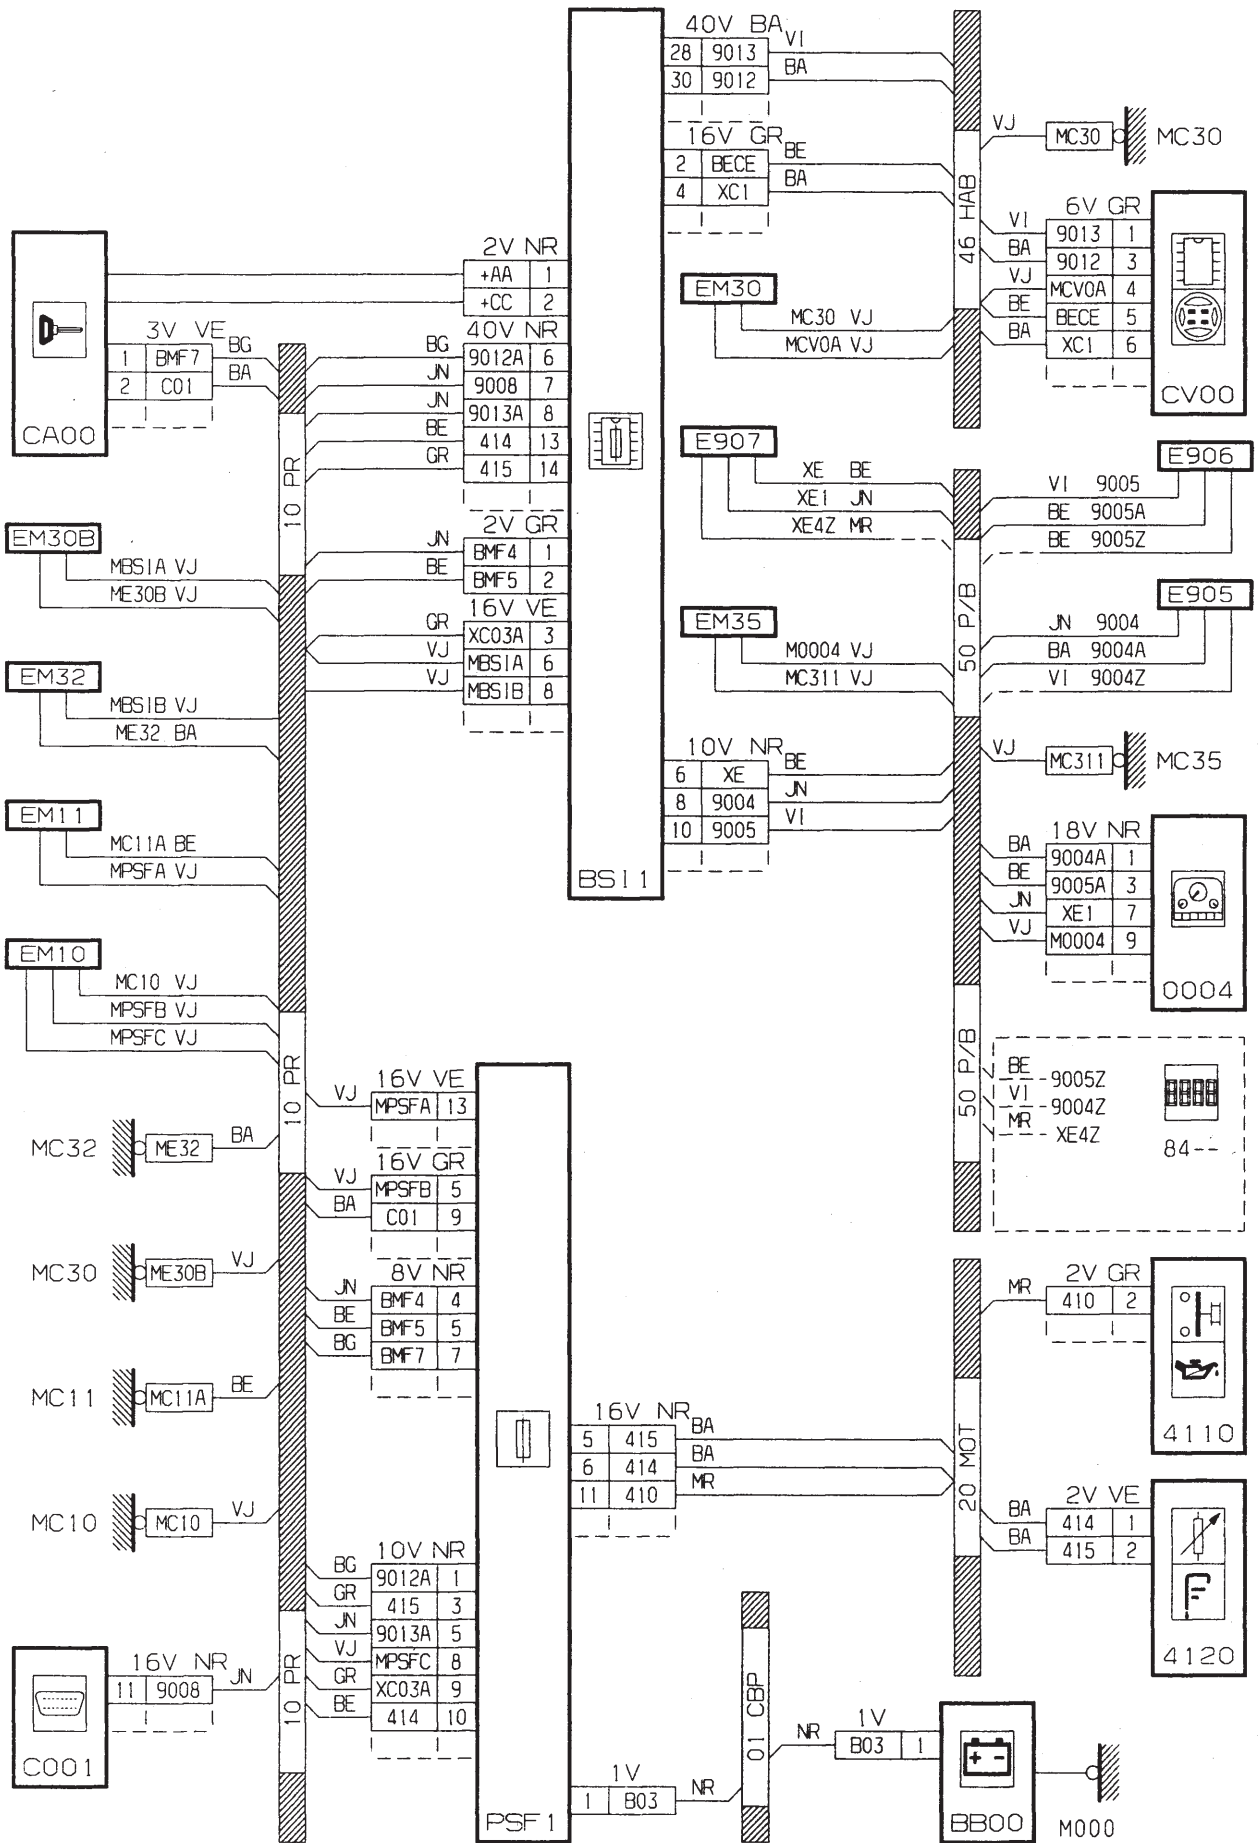 40V BA
28 9013 VI
30 9012 BA
16V GR
2 BECE BE
4 XC1 BA
46 HAB
VJ MC30 MC30
6V GR
VI 9013 1
BA 9012 3
VJ MCV0A 4
BE BECE 5
BA XC1 6
CV00
EM30
MC30 VJ
MCV0A VJ
CA00
3V VE
1 BMF7 BG
2 C01 BA
2V NR
+AA 1
+CC 2
40V NR
BG 9012A 6
JN 9008 7
JN 9013A 8
BE 414 13
GR 415 14
2V GR
JN BMF4 1
BE BMF5 2
16V VE
GR XC03A 3
VJ MBSIA 6
VJ MBSIB 8
10 PR
BSI1
E907
XE BE
XE1 JN
XE4Z MR
E906
VI 9005
BE 9005A
BE 9005Z
50 P/B
E905
JN 9004
BA 9004A
VI 9004Z
EM35
M0004 VJ
MC311 VJ
10V NR
6 XE BE
8 9004 JN
10 9005 VI
VJ MC311 MC35
18V NR
BA 9004A 1
BE 9005A 3
JN XE1 7
VJ M0004 9
0004
50 P/B
BE 9005Z
VI 9004Z
MR XE4Z
84--
EM30B
MBSIA VJ
ME30B VJ
EM32
MBSIB VJ
ME32 BA
EM11
MC11A BE
MPSFA VJ
EM10
MC10 VJ
MPSFB VJ
MPSFC VJ
10 PR
MC32 ME32 BA
MC30 ME30B VJ
MC11 MC11A BE
MC10 MC10 VJ
16V VE
VJ MPSFA 13
16V GR
VJ MPSFB 5
BA C01 9
8V NR
JN BMF4 4
BE BMF5 5
BG BMF7 7
10V NR
BG 9012A 1
GR 415 3
JN 9013A 5
VJ MPSFC 8
GR XC03A 9
BE 414 10
10 PR
16V NR
11 9008 JN
C001
PSF1
16V NR
5 415 BA
6 414 BA
11 410 MR
20 MOT
2V GR
MR 410 2
4110
2V VE
BA 414 1
BA 415 2
4120
1V
1 B03 NR
01 CBP
1V
NR B03 1
BB00
M000